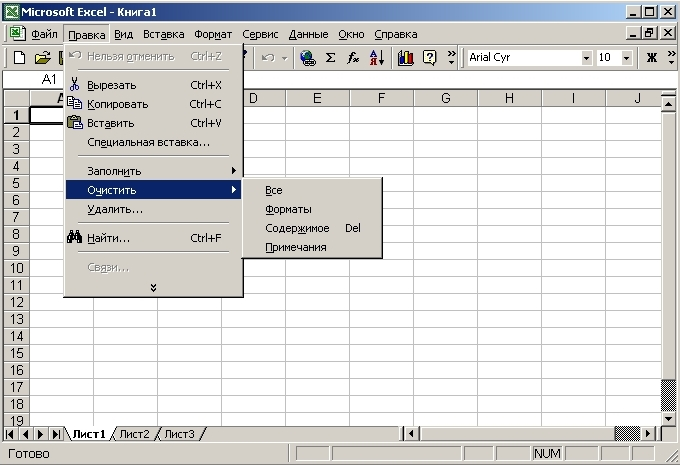 Microsoft Excel - Книга1
Файл Правка Вид Вставка Формат Сервис Данные Окно Справка
Нельзя отменить Ctrl+Z
Σ Arial Cyr 10 Ж
A1
Вырезать Ctrl+X
Копировать Ctrl+C
Вставить Ctrl+V
Специальная вставка...
Заполнить
Очистить
Удалить...
Найти... Ctrl+F
Связи...
Все
Форматы
Содержимое Del
Примечания
A D E F G H I J
1
2
3
4
5
6
7
8
9
10
11
12
13
14
15
16
17
18
19
Лист1 Лист2 Лист3
Готово NUM